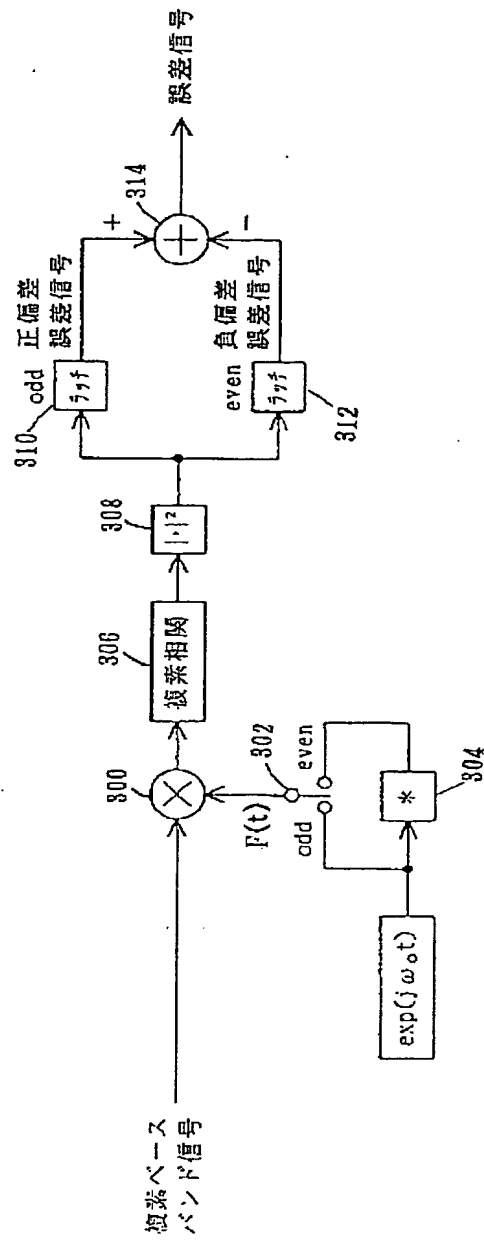 複素ベース
バンド信号
300
306
複素相関
308
|・|²
310
odd
ラッチ
正偏差
誤差信号
+
314
+
誤差信号
-
負偏差
誤差信号
even
ラッチ
312
F(t)
302
odd
even
304
*
exp(jω₀t)